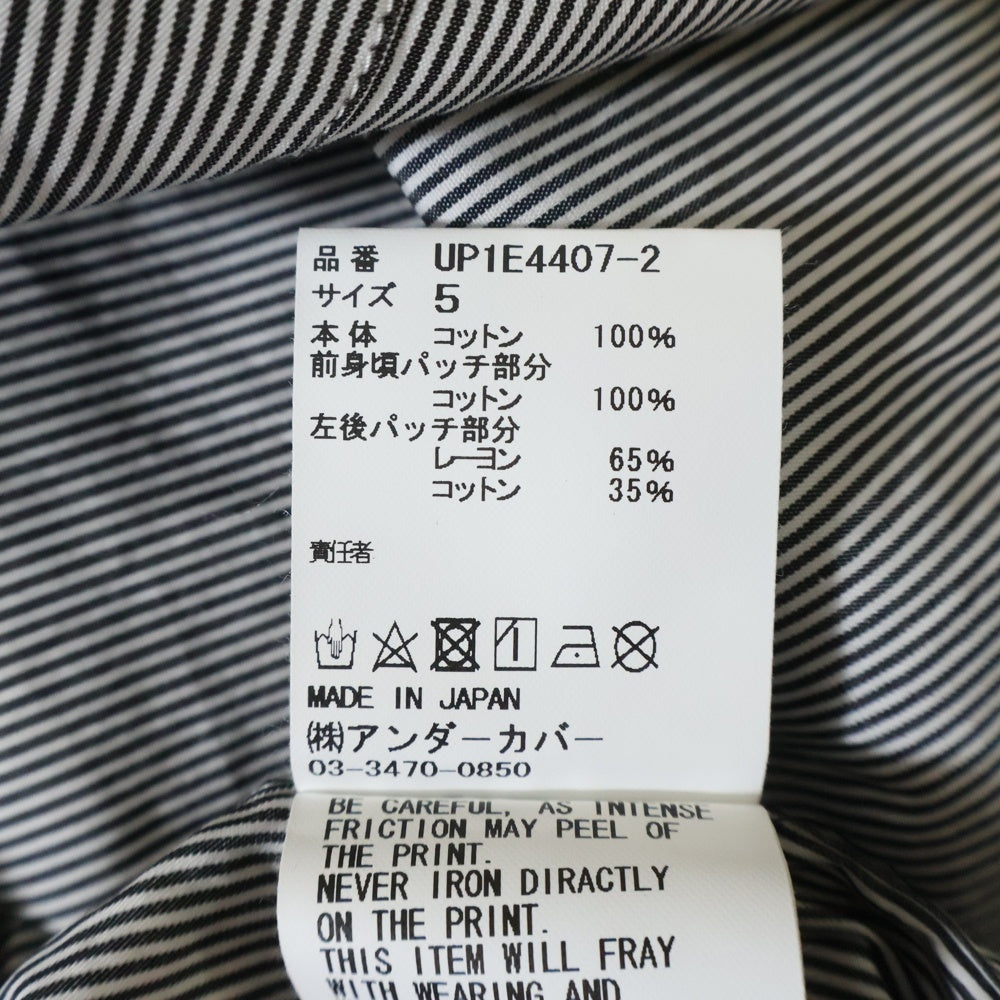 品番 UP1E4407-2
サイズ 5
本体 コットン 100%
前身頃パッチ部分
コットン 100%
左後パッチ部分
レーヨン 65%
コットン 35%
責任者
MADE IN JAPAN
㈱アンダーカバー
03-3470-0850
BE CAREFUL, AS INTENSE
FRICTION MAY PEEL OF
THE PRINT.
NEVER IRON DIRACTLY
ON THE PRINT.
THIS ITEM WILL FRAY
WITH WEARING AND